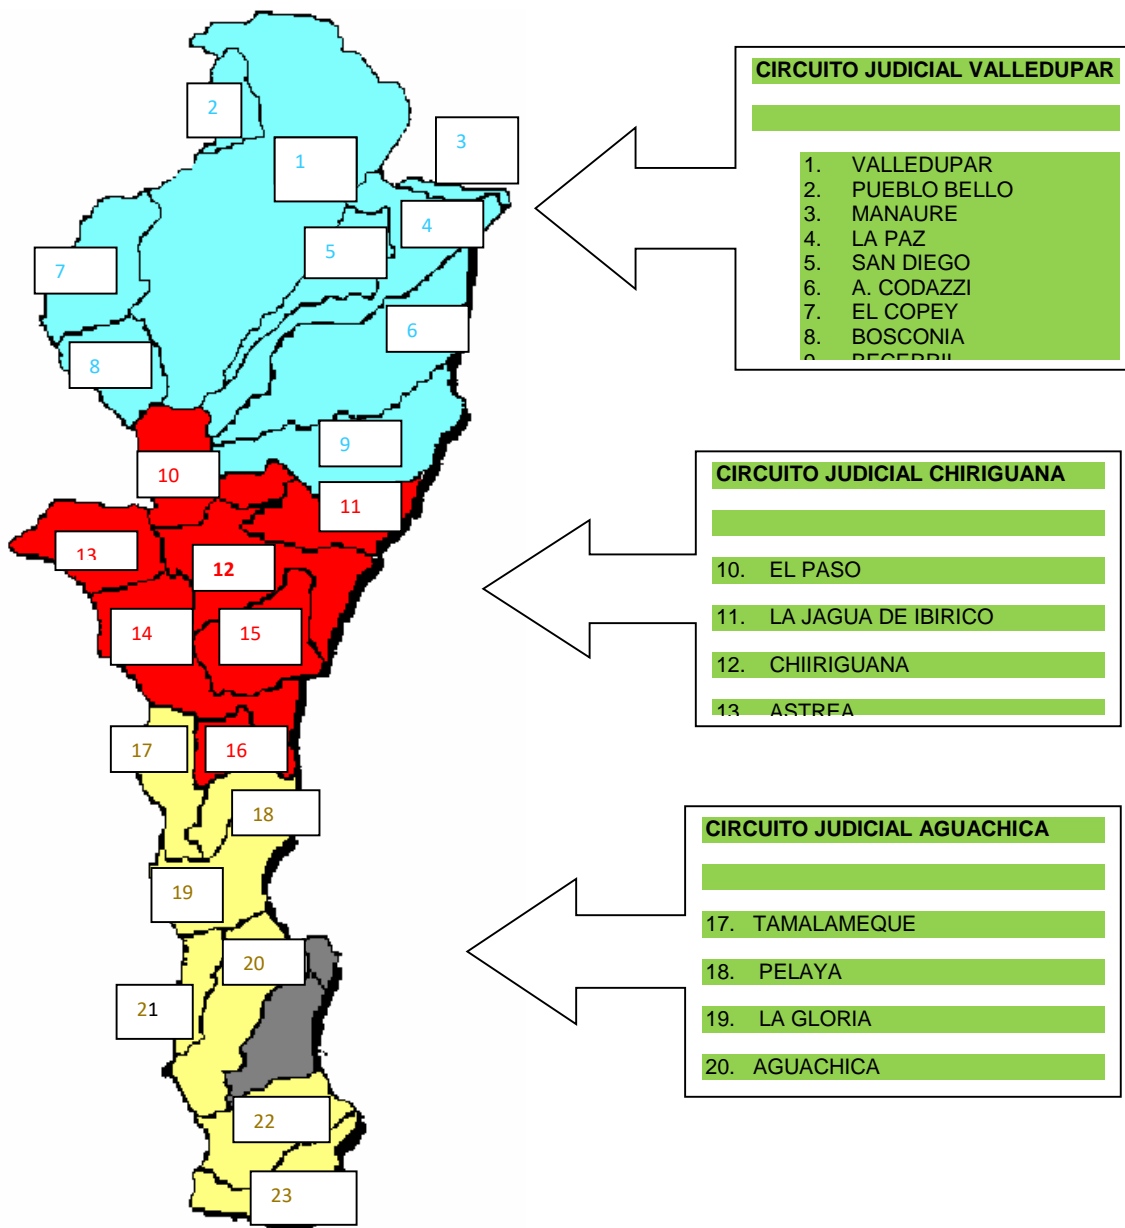 2
1
3
4
5
7
6
8
9
10
11
13
12
14
15
16
17
18
19
20
21
22
23
CIRCUITO JUDICIAL VALLEDUPAR
1. VALLEDUPAR
2. PUEBLO BELLO
3. MANAURE
4. LA PAZ
5. SAN DIEGO
6. A. CODAZZI
7. EL COPEY
8. BOSCONIA
9. BECERRIL
CIRCUITO JUDICIAL CHIRIGUANA
10. EL PASO
11. LA JAGUA DE IBIRICO
12. CHIIRIGUANA
13. ASTREA
CIRCUITO JUDICIAL AGUACHICA
17. TAMALAMEQUE
18. PELAYA
19. LA GLORIA
20. AGUACHICA